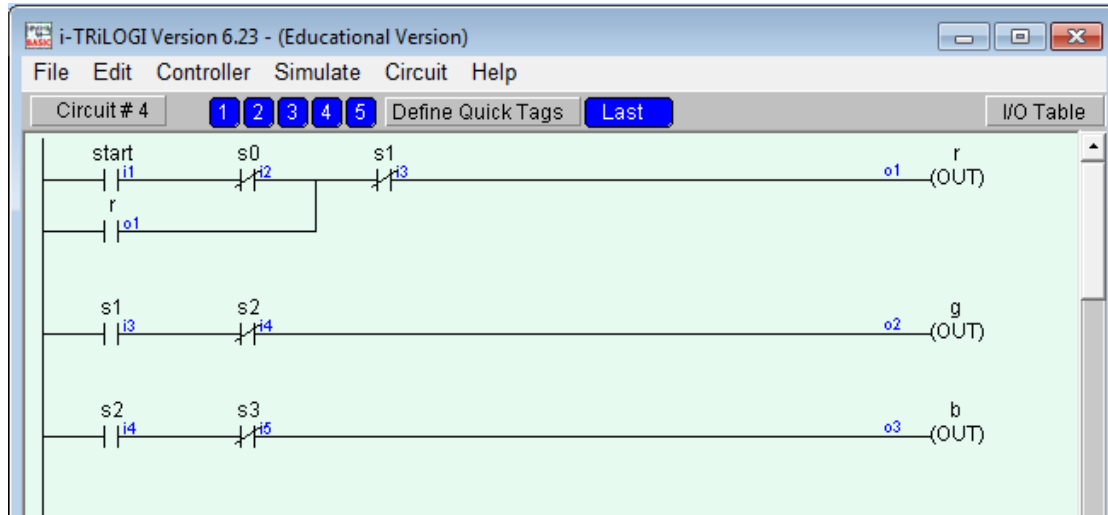 i-TRiLOGI Version 6.23 - (Educational Version)
File Edit Controller Simulate Circuit Help
Circuit # 4 1 2 3 4 5 Define Quick Tags Last I/O Table
start s0 s1 r
i1 i2 i3 o1 (OUT)
r
o1
s1 s2 g
i3 i4 o2 (OUT)
s2 s3 b
i4 i5 o3 (OUT)